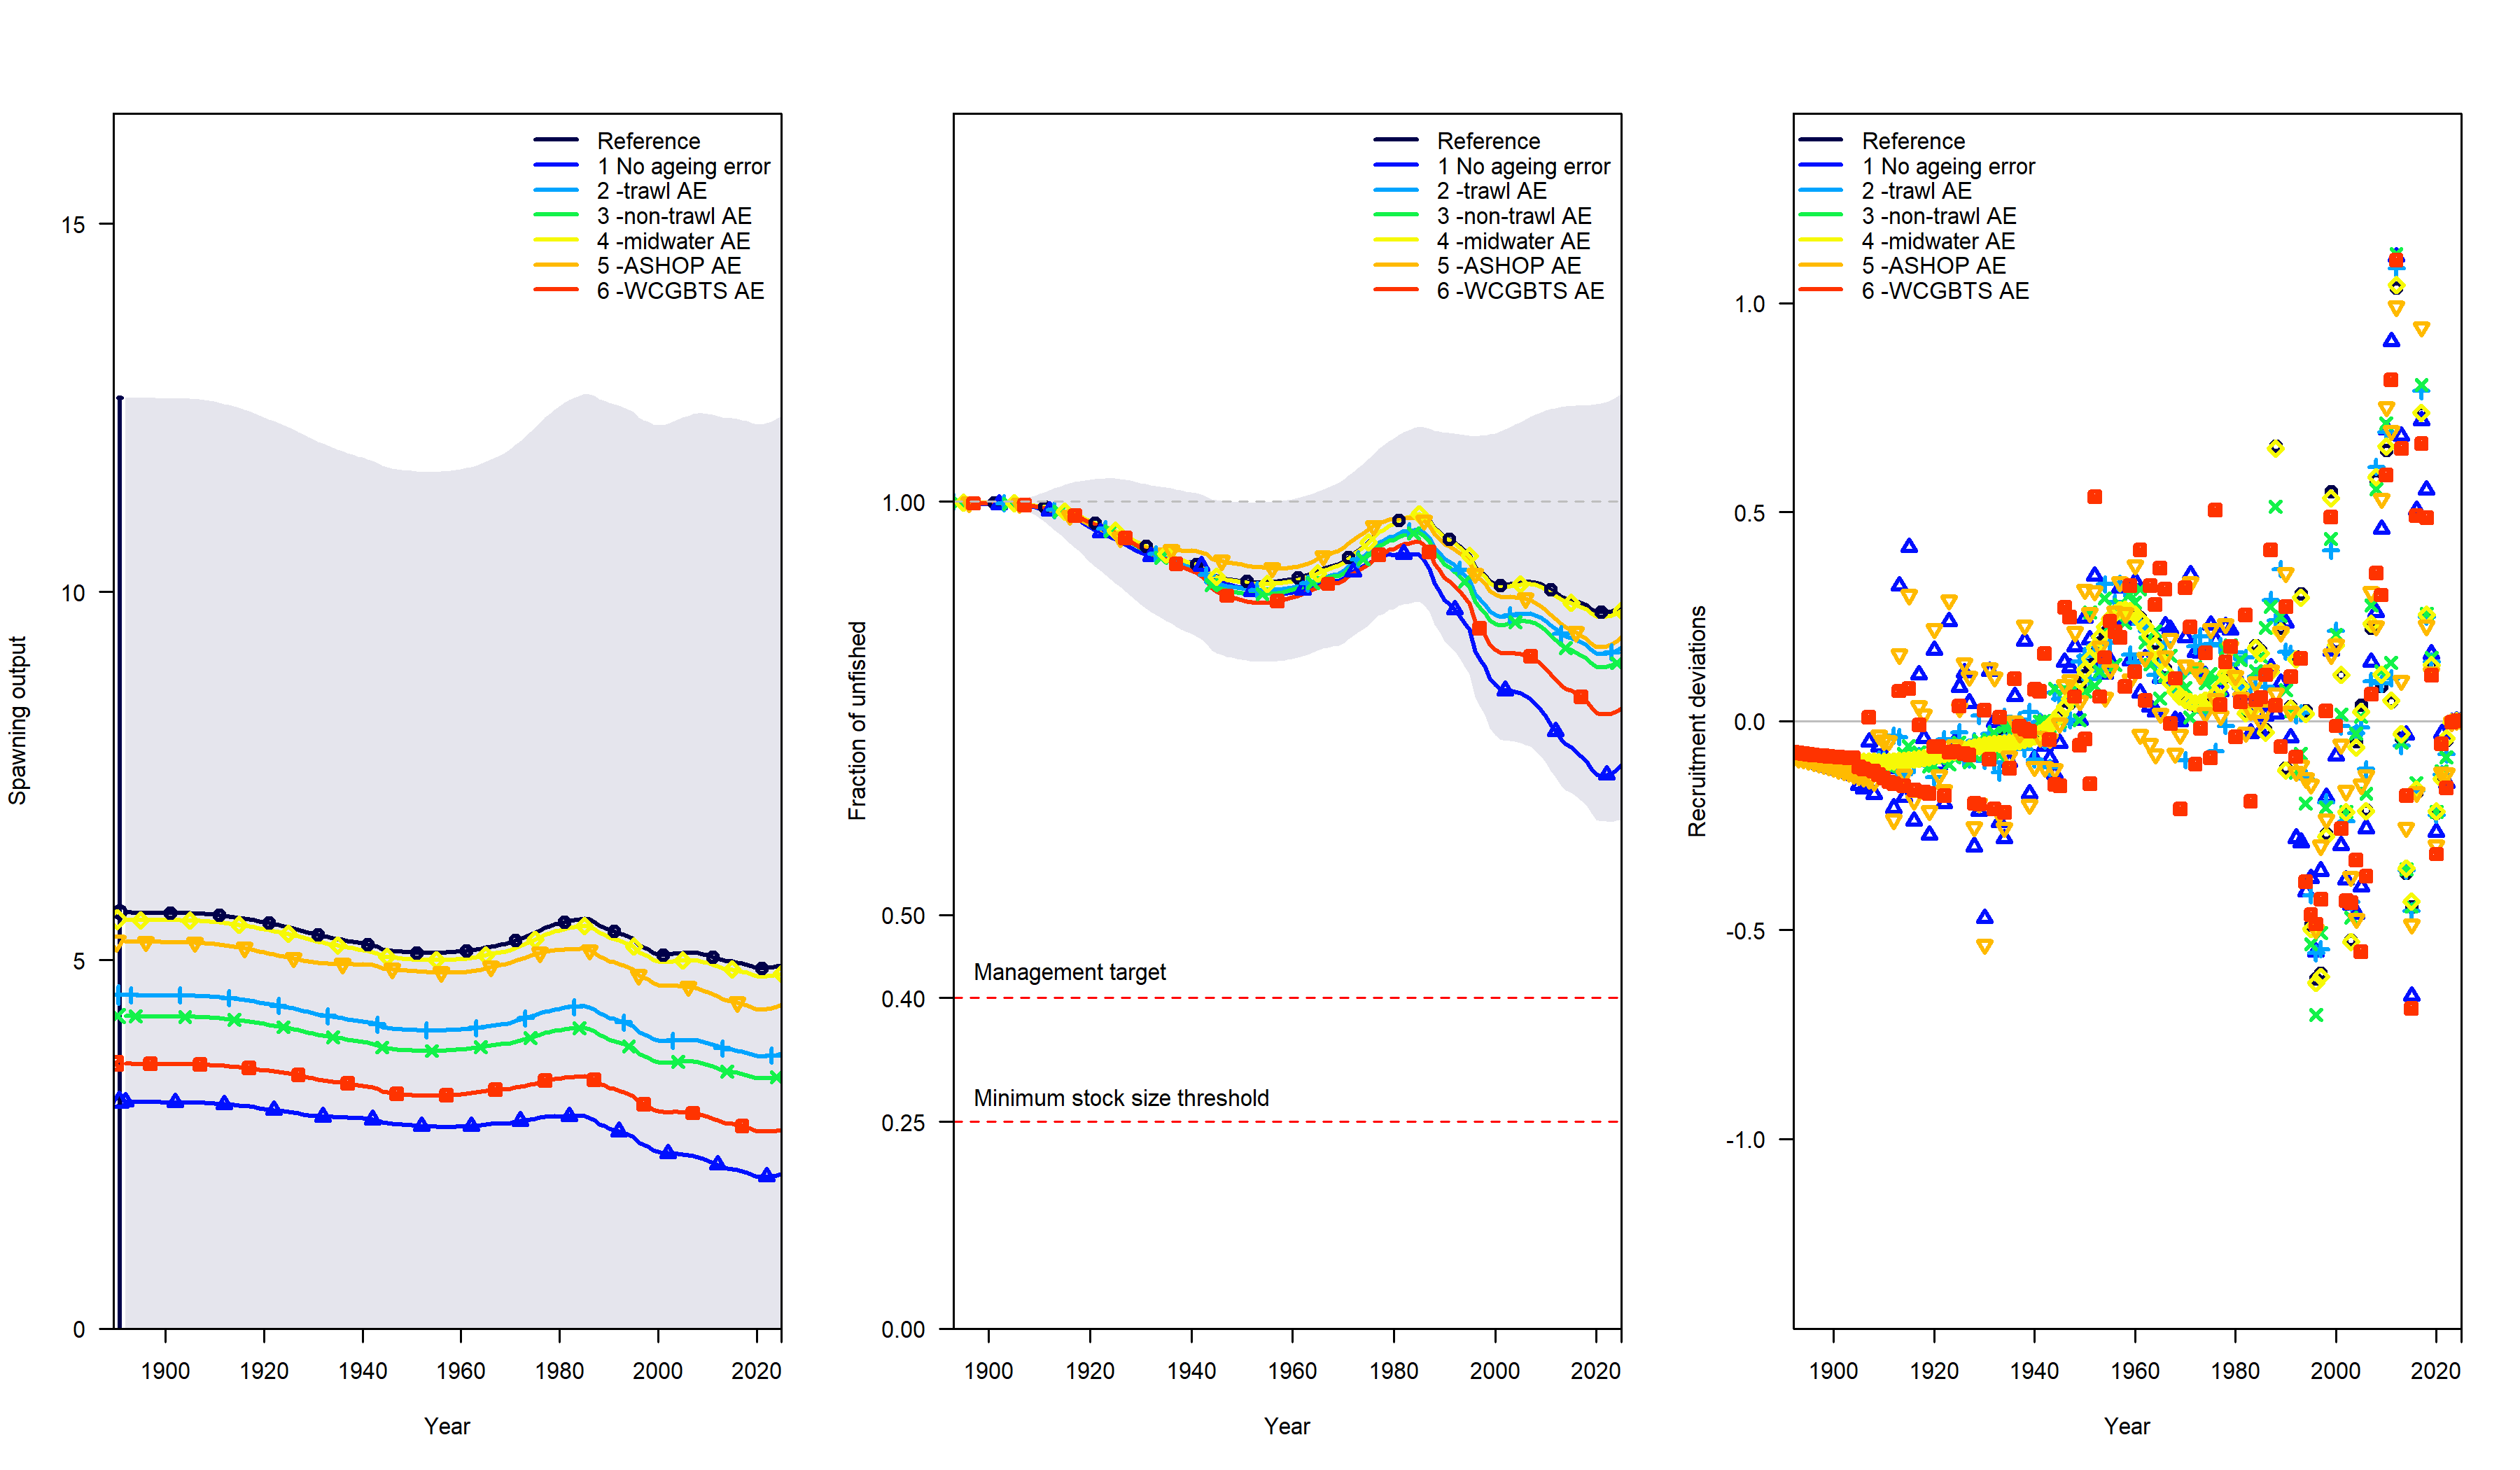 Spawning output
15
10
5
0
Reference
1 No ageing error
2 -trawl AE
3 -non-trawl AE
4 -midwater AE
5 -ASHOP AE
6 -WCGBTS AE
1900 1920 1940 1960 1980 2000 2020
Year
Fraction of unfished
1.00
0.50
0.40
0.25
0.00
Reference
1 No ageing error
2 -trawl AE
3 -non-trawl AE
4 -midwater AE
5 -ASHOP AE
6 -WCGBTS AE
Management target
Minimum stock size threshold
1900 1920 1940 1960 1980 2000 2020
Year
Recruitment deviations
1.0
0.5
0.0
-0.5
-1.0
Reference
1 No ageing error
2 -trawl AE
3 -non-trawl AE
4 -midwater AE
5 -ASHOP AE
6 -WCGBTS AE
1900 1920 1940 1960 1980 2000 2020
Year